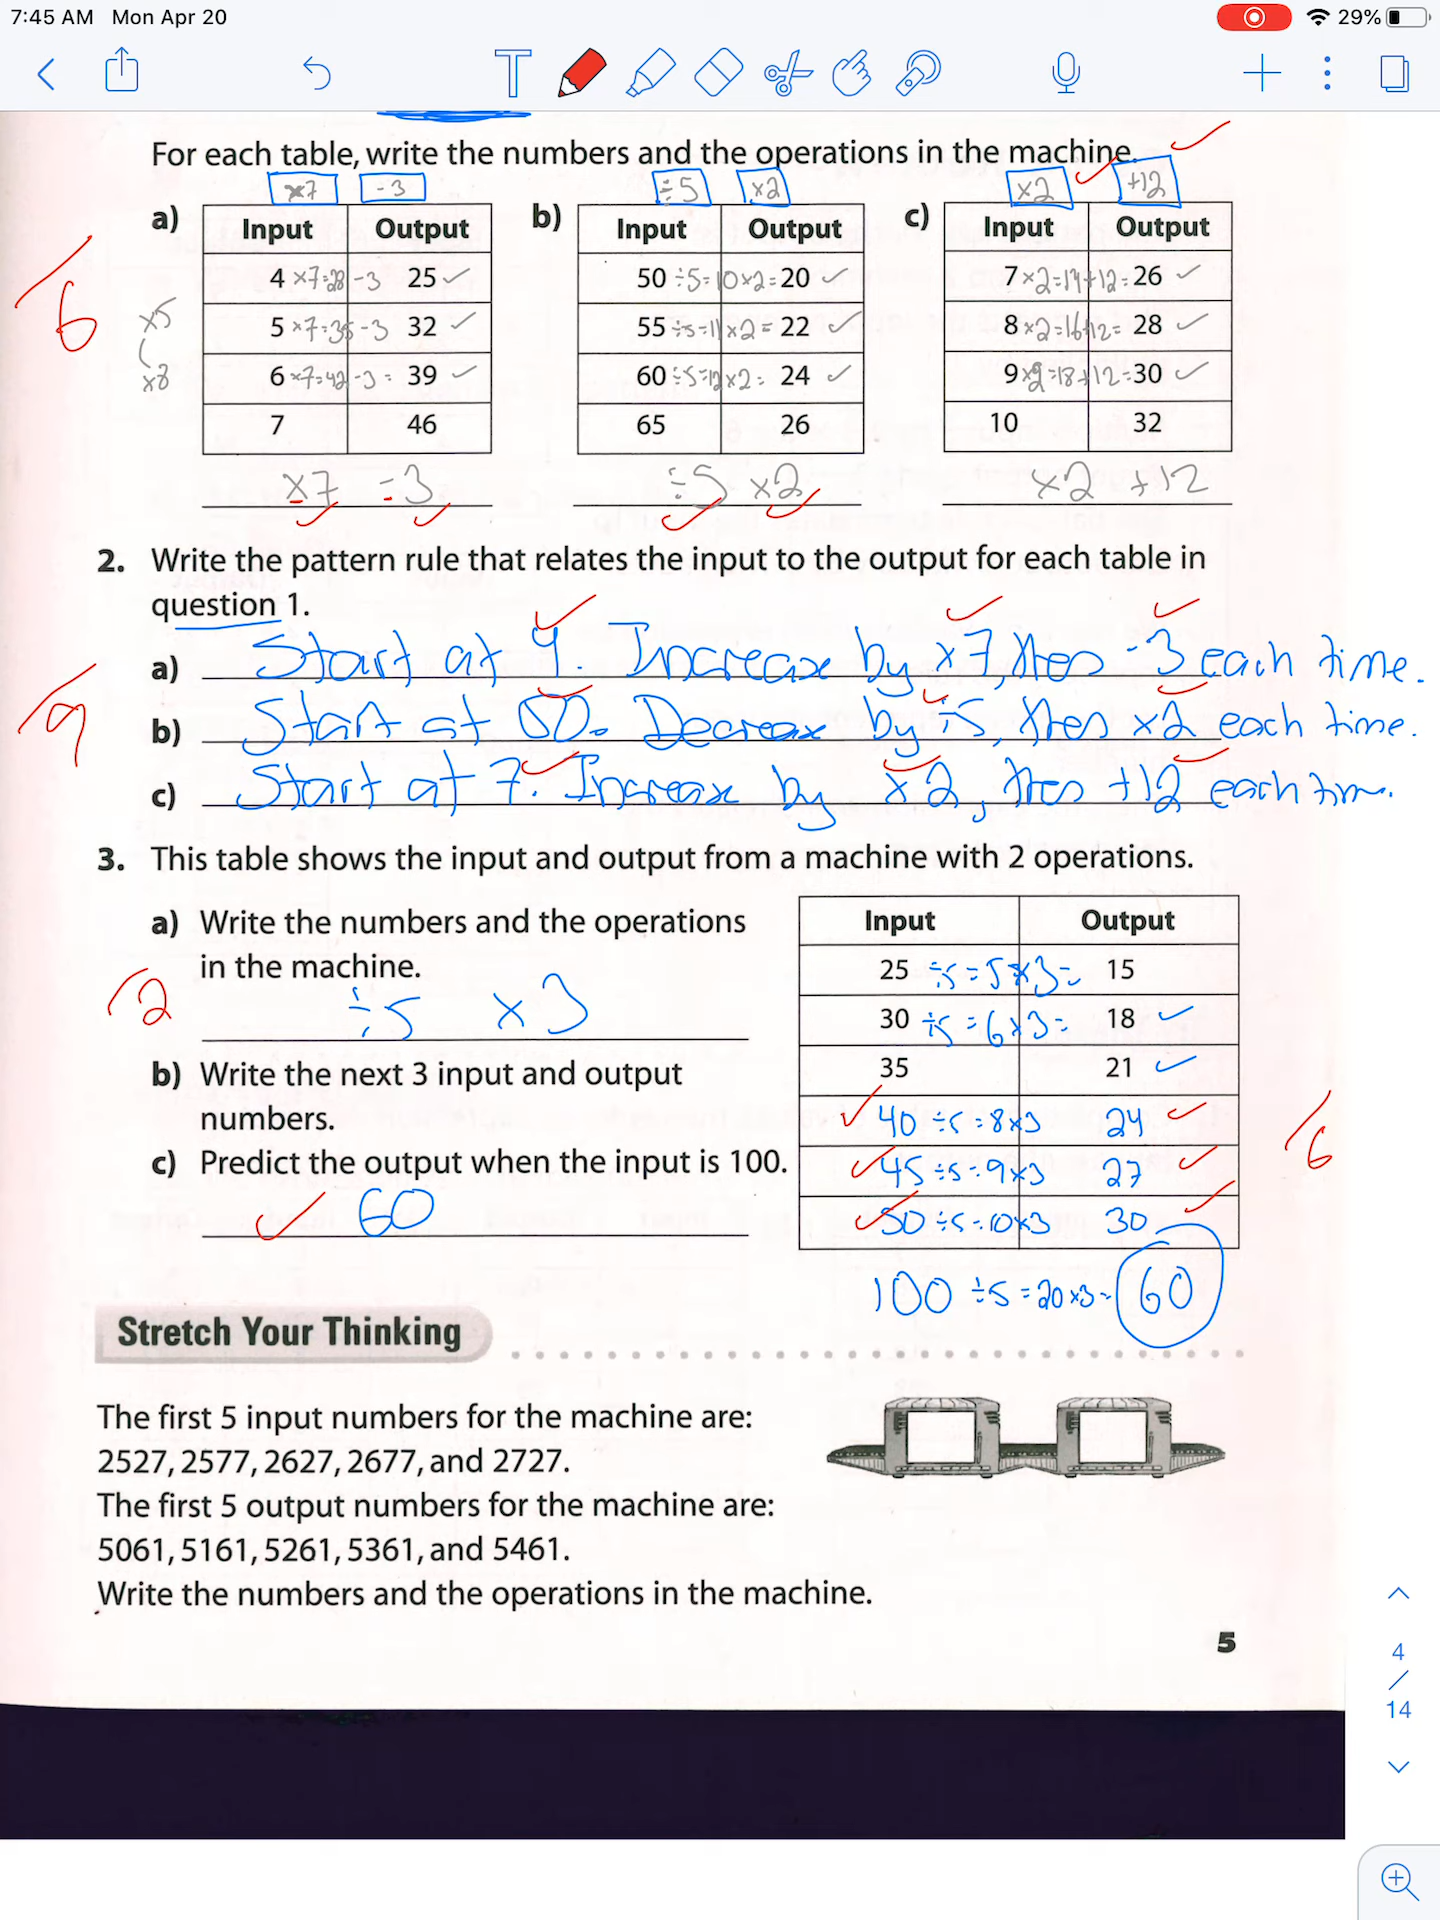 7:45 AM Mon Apr 20 29%
For each table, write the numbers and the operations in the machine.
×7 -3 ÷5 ×2 ×2 +12
a) Input Output b) Input Output c) Input Output
4 ×7=28 -3 25 50 ÷5=10×2= 20 7 ×2=14+12= 26
/6 ×5 5 ×7=35 -3 32 55 ÷5=11×2= 22 8 ×2=16+12= 28
×8 6 ×7=42 -3= 39 60 ÷5=12×2= 24 9 ×2=18+12= 30
7 46 65 26 10 32
×7 -3 ÷5 ×2 ×2 +12
2. Write the pattern rule that relates the input to the output for each table in
question 1.
a) Start at 4. Increase by ×7, then -3 each time.
/9
b) Start at 50. Decrease by ÷5, then ×2 each time.
c) Start at 7. Increase by ×2, then +12 each time.
3. This table shows the input and output from a machine with 2 operations.
a) Write the numbers and the operations
in the machine.
/2 ÷5 ×3
b) Write the next 3 input and output
numbers.
c) Predict the output when the input is 100.
60
Input Output
25 ÷5=5×3= 15
30 ÷5=6×3= 18
35 21
40 ÷5=8×3 24
45 ÷5=9×3 27
50 ÷5=10×3 30
/6
100 ÷5=20×3= 60
Stretch Your Thinking
The first 5 input numbers for the machine are:
2527, 2577, 2627, 2677, and 2727.
The first 5 output numbers for the machine are:
5061, 5161, 5261, 5361, and 5461.
Write the numbers and the operations in the machine.
5
4
/
14